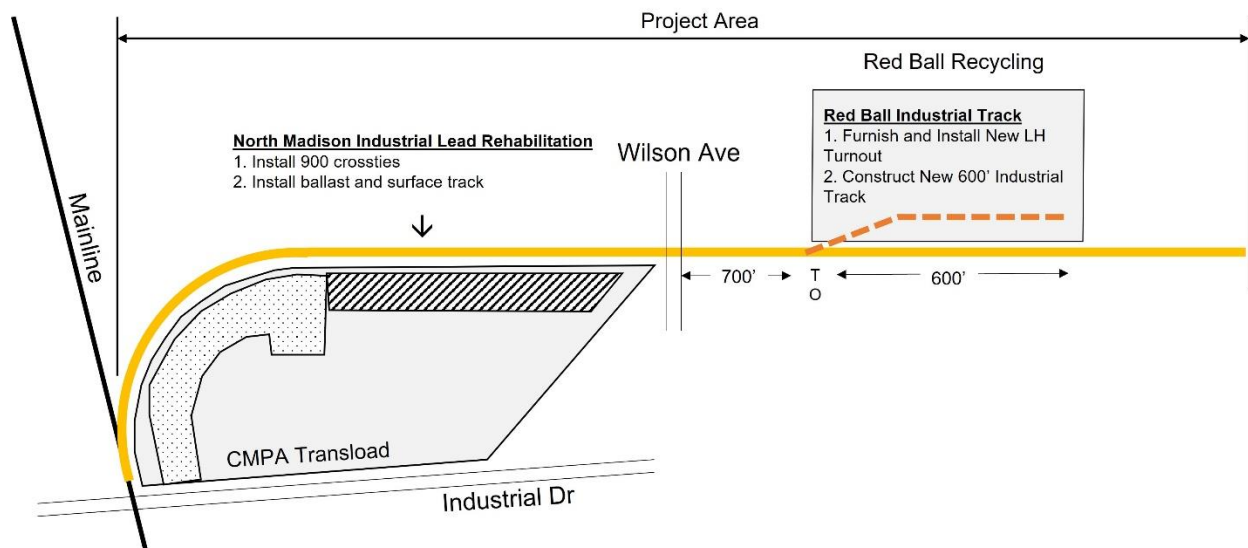 Project Area
Red Ball Recycling
Red Ball Industrial Track
1. Furnish and Install New LH
Turnout
2. Construct New 600' Industrial
Track
North Madison Industrial Lead Rehabilitation
1. Install 900 crossties
2. Install ballast and surface track
Wilson Ave
Mainline
700'
T
O
600'
CMPA Transload
Industrial Dr